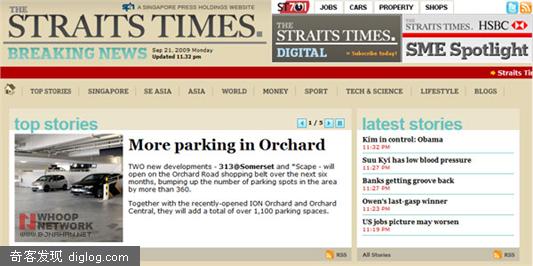 A SINGAPORE PRESS HOLDINGS WEBSITE
THE
STRAITS TIMES.
BREAKING NEWS
Sep 21, 2009 Monday
Updated 11.32 pm
ST701
JOBS
CARS
PROPERTY
SHOPS
THE
STRAITS TIMES.
DIGITAL
Subscribe today!
THE
STRAITS TIMES
HSBC
SME Spotlight
Straits Tim
TOP STORIES
SINGAPORE
SE ASIA
ASIA
WORLD
MONEY
SPORT
TECH & SCIENCE
LIFESTYLE
BLOGS
top stories
1 / 5
More parking in Orchard
TWO new developments - 313@Somerset and *Scape - will
open on the Orchard Road shopping belt over the next six
months, bumping up the number of parking spots in the area
by more than 360.
Together with the recently-opened ION Orchard and Orchard
Central, they will add a total of over 1,100 parking spaces.
WHOOP
NETWORK
RSS
latest stories
Kim in control: Obama
11:32 PM
Suu Kyi has low blood pressure
11:27 PM
Banks getting groove back
11:27 PM
Owen's last-gasp winner
11:23 PM
US jobs picture may worsen
11:19 PM
All Stories
RSS
奇客发现 diglog.com